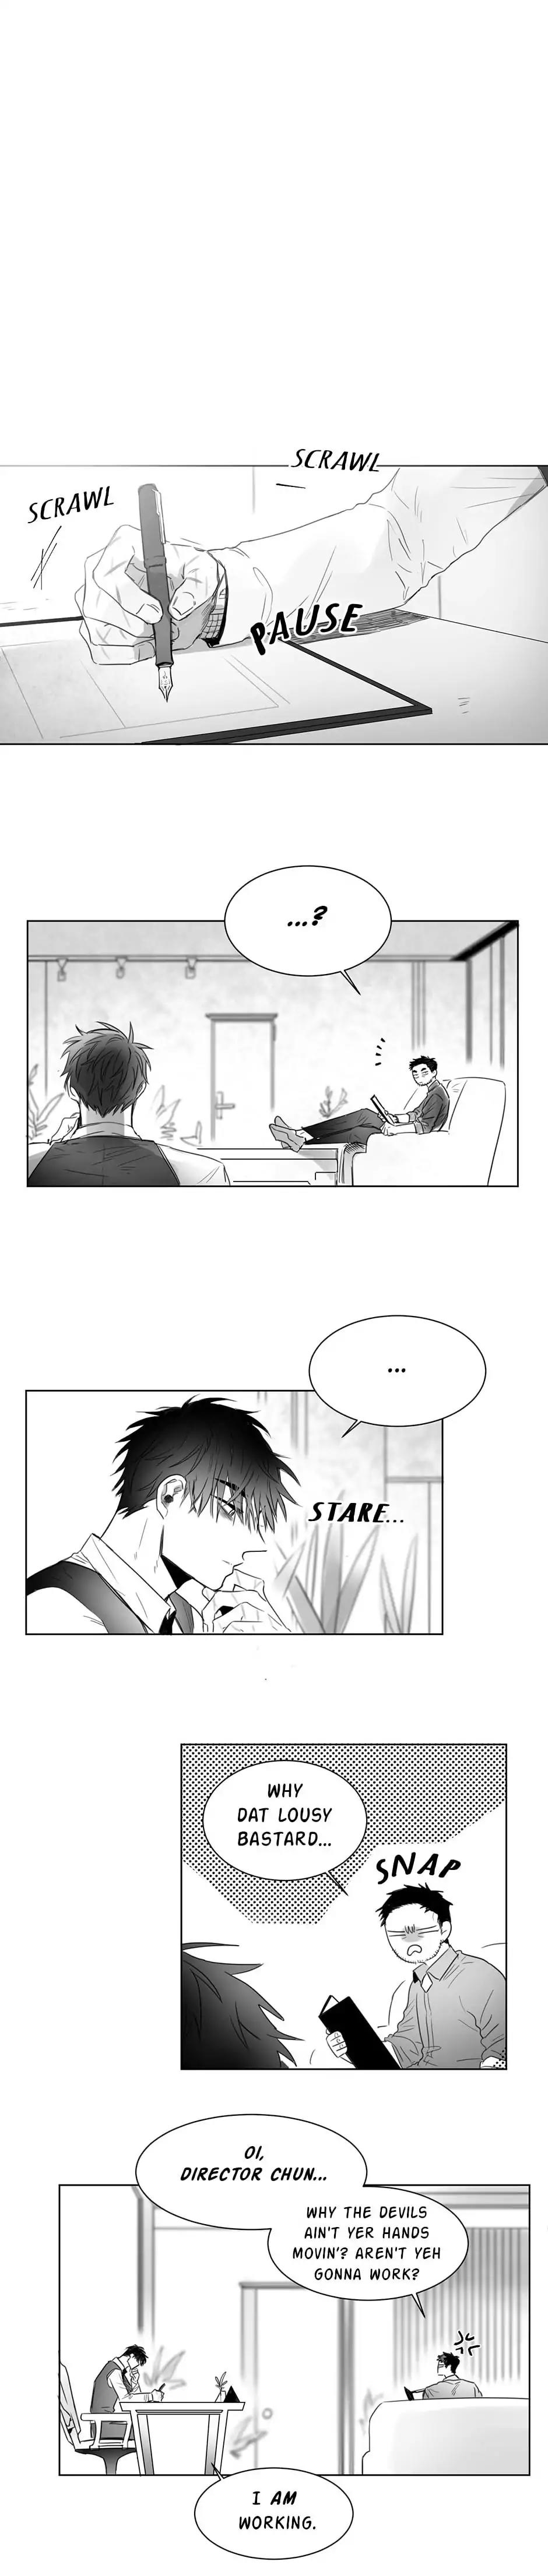 SCRAWL
SCRAWL
PAUSE
...?
...
STARE...
WHY
DAT LOUSY
BASTARD...
SNAP
OI,
DIRECTOR CHUN...
WHY THE DEVILS
AIN'T YER HANDS
MOVIN'? AREN'T YEH
GONNA WORK?
I AM
WORKING.